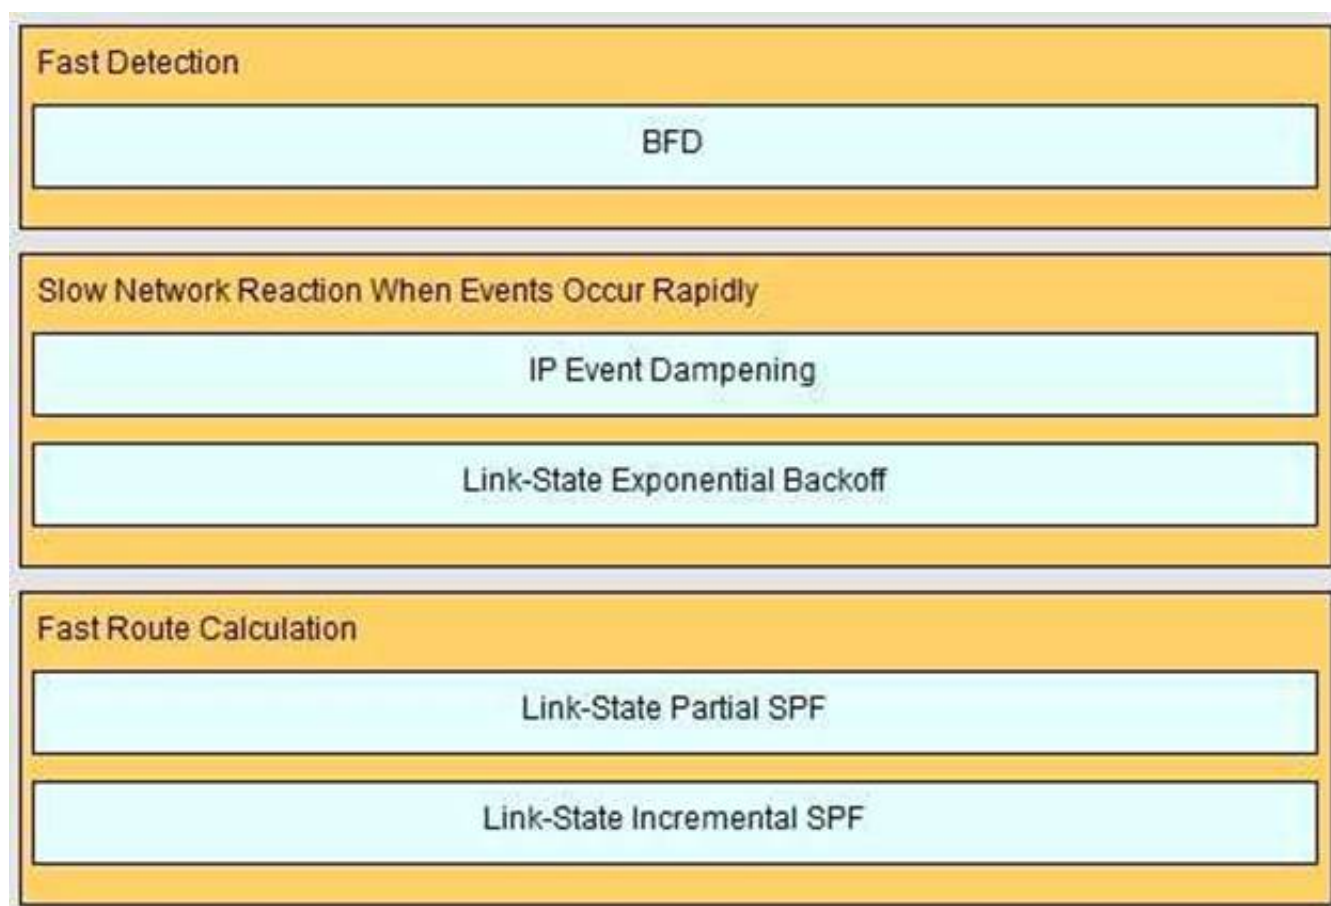 Fast Detection
BFD
Slow Network Reaction When Events Occur Rapidly
IP Event Dampening
Link-State Exponential Backoff
Fast Route Calculation
Link-State Partial SPF
Link-State Incremental SPF